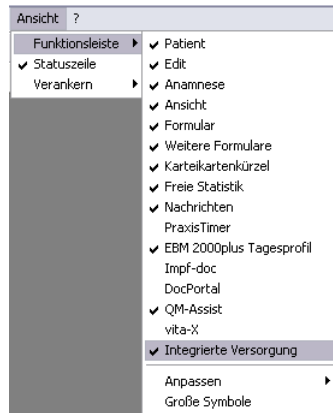 Ansicht ?
Funktionsleiste
Statuszeile
Verankern
Patient
Edit
Anamnese
Ansicht
Formular
Weitere Formulare
Karteikartenkürzel
Freie Statistik
Nachrichten
PraxisTimer
EBM 2000plus Tagesprofil
Impf-doc
DocPortal
QM-Assist
vita-X
Integrierte Versorgung
Anpassen
Große Symbole